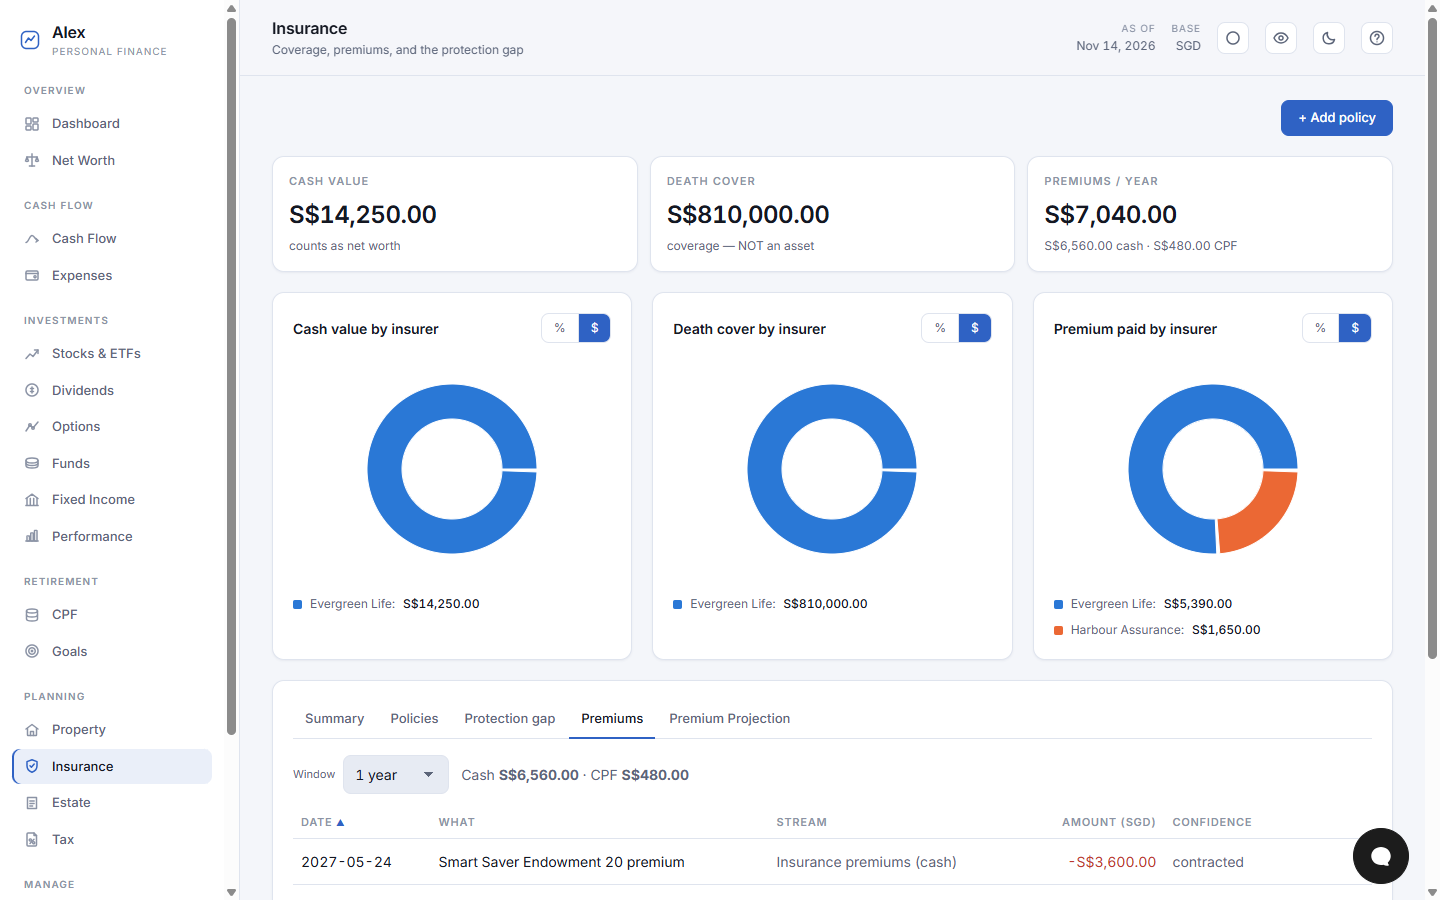 Alex
PERSONAL FINANCE
OVERVIEW
Dashboard
Net Worth
CASH FLOW
Cash Flow
Expenses
INVESTMENTS
Stocks & ETFs
Dividends
Options
Funds
Fixed Income
Performance
RETIREMENT
CPF
Goals
PLANNING
Property
Insurance
Estate
Tax
MANAGE
Insurance
Coverage, premiums, and the protection gap
AS OF
Nov 14, 2026
BASE
SGD
+ Add policy
CASH VALUE
S$14,250.00
counts as net worth
DEATH COVER
S$810,000.00
coverage — NOT an asset
PREMIUMS / YEAR
S$7,040.00
S$6,560.00 cash · S$480.00 CPF
Cash value by insurer
% $
Evergreen Life: S$14,250.00
Death cover by insurer
% $
Evergreen Life: S$810,000.00
Premium paid by insurer
% $
Evergreen Life: S$5,390.00
Harbour Assurance: S$1,650.00
Summary Policies Protection gap Premiums Premium Projection
Window 1 year Cash S$6,560.00 · CPF S$480.00
DATE ▲ WHAT STREAM AMOUNT (SGD) CONFIDENCE
2027-05-24 Smart Saver Endowment 20 premium Insurance premiums (cash) -S$3,600.00 contracted